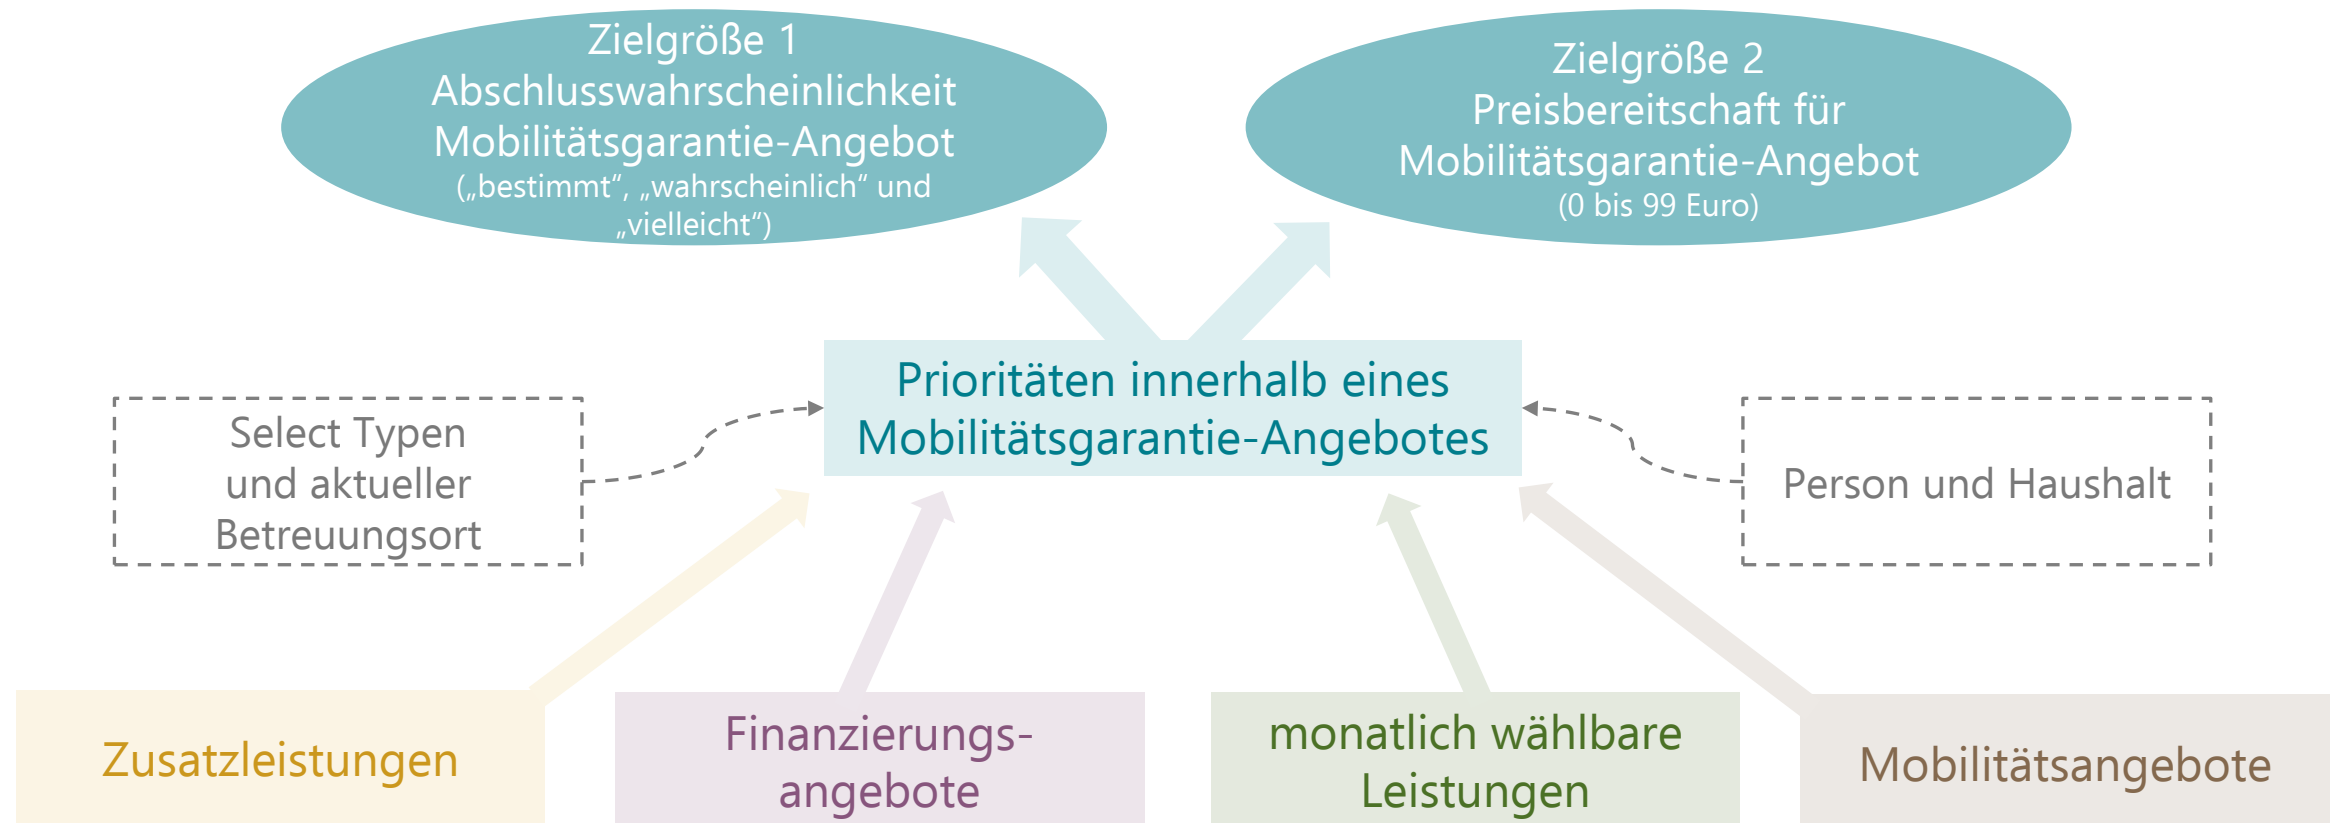 Zielgröße 1
Abschlusswahrscheinlichkeit
Mobilitätsgarantie-Angebot
(„bestimmt“, „wahrscheinlich“ und
„vielleicht“)
Zielgröße 2
Preisbereitschaft für
Mobilitätsgarantie-Angebot
(0 bis 99 Euro)
Prioritäten innerhalb eines
Mobilitätsgarantie-Angebotes
Select Typen
und aktueller
Betreuungsort
Person und Haushalt
Zusatzleistungen
Finanzierungs-
angebote
monatlich wählbare
Leistungen
Mobilitätsangebote